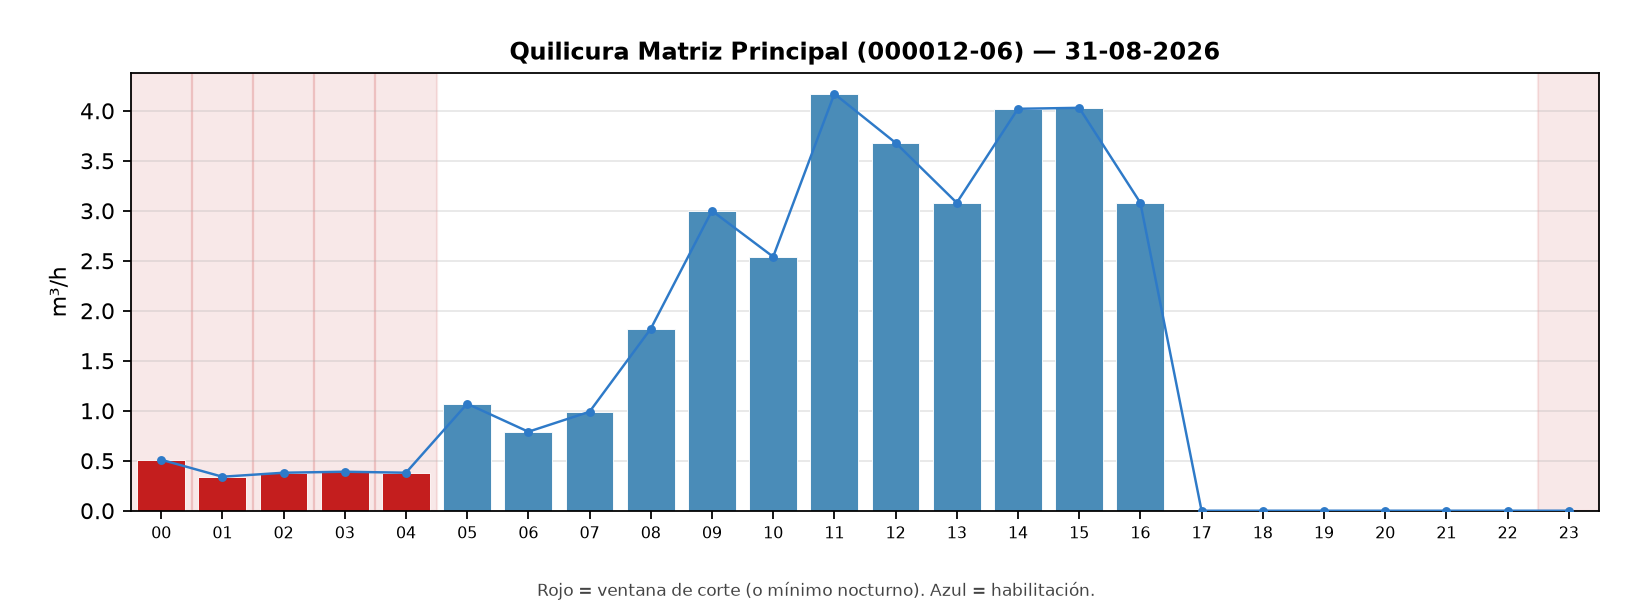 Quilicura Matriz Principal (000012-06) — 31-08-2026
m³/h
4.0
3.5
3.0
2.5
2.0
1.5
1.0
0.5
0.0
00 01 02 03 04 05 06 07 08 09 10 11 12 13 14 15 16 17 18 19 20 21 22 23
Rojo = ventana de corte (o mínimo nocturno). Azul = habilitación.